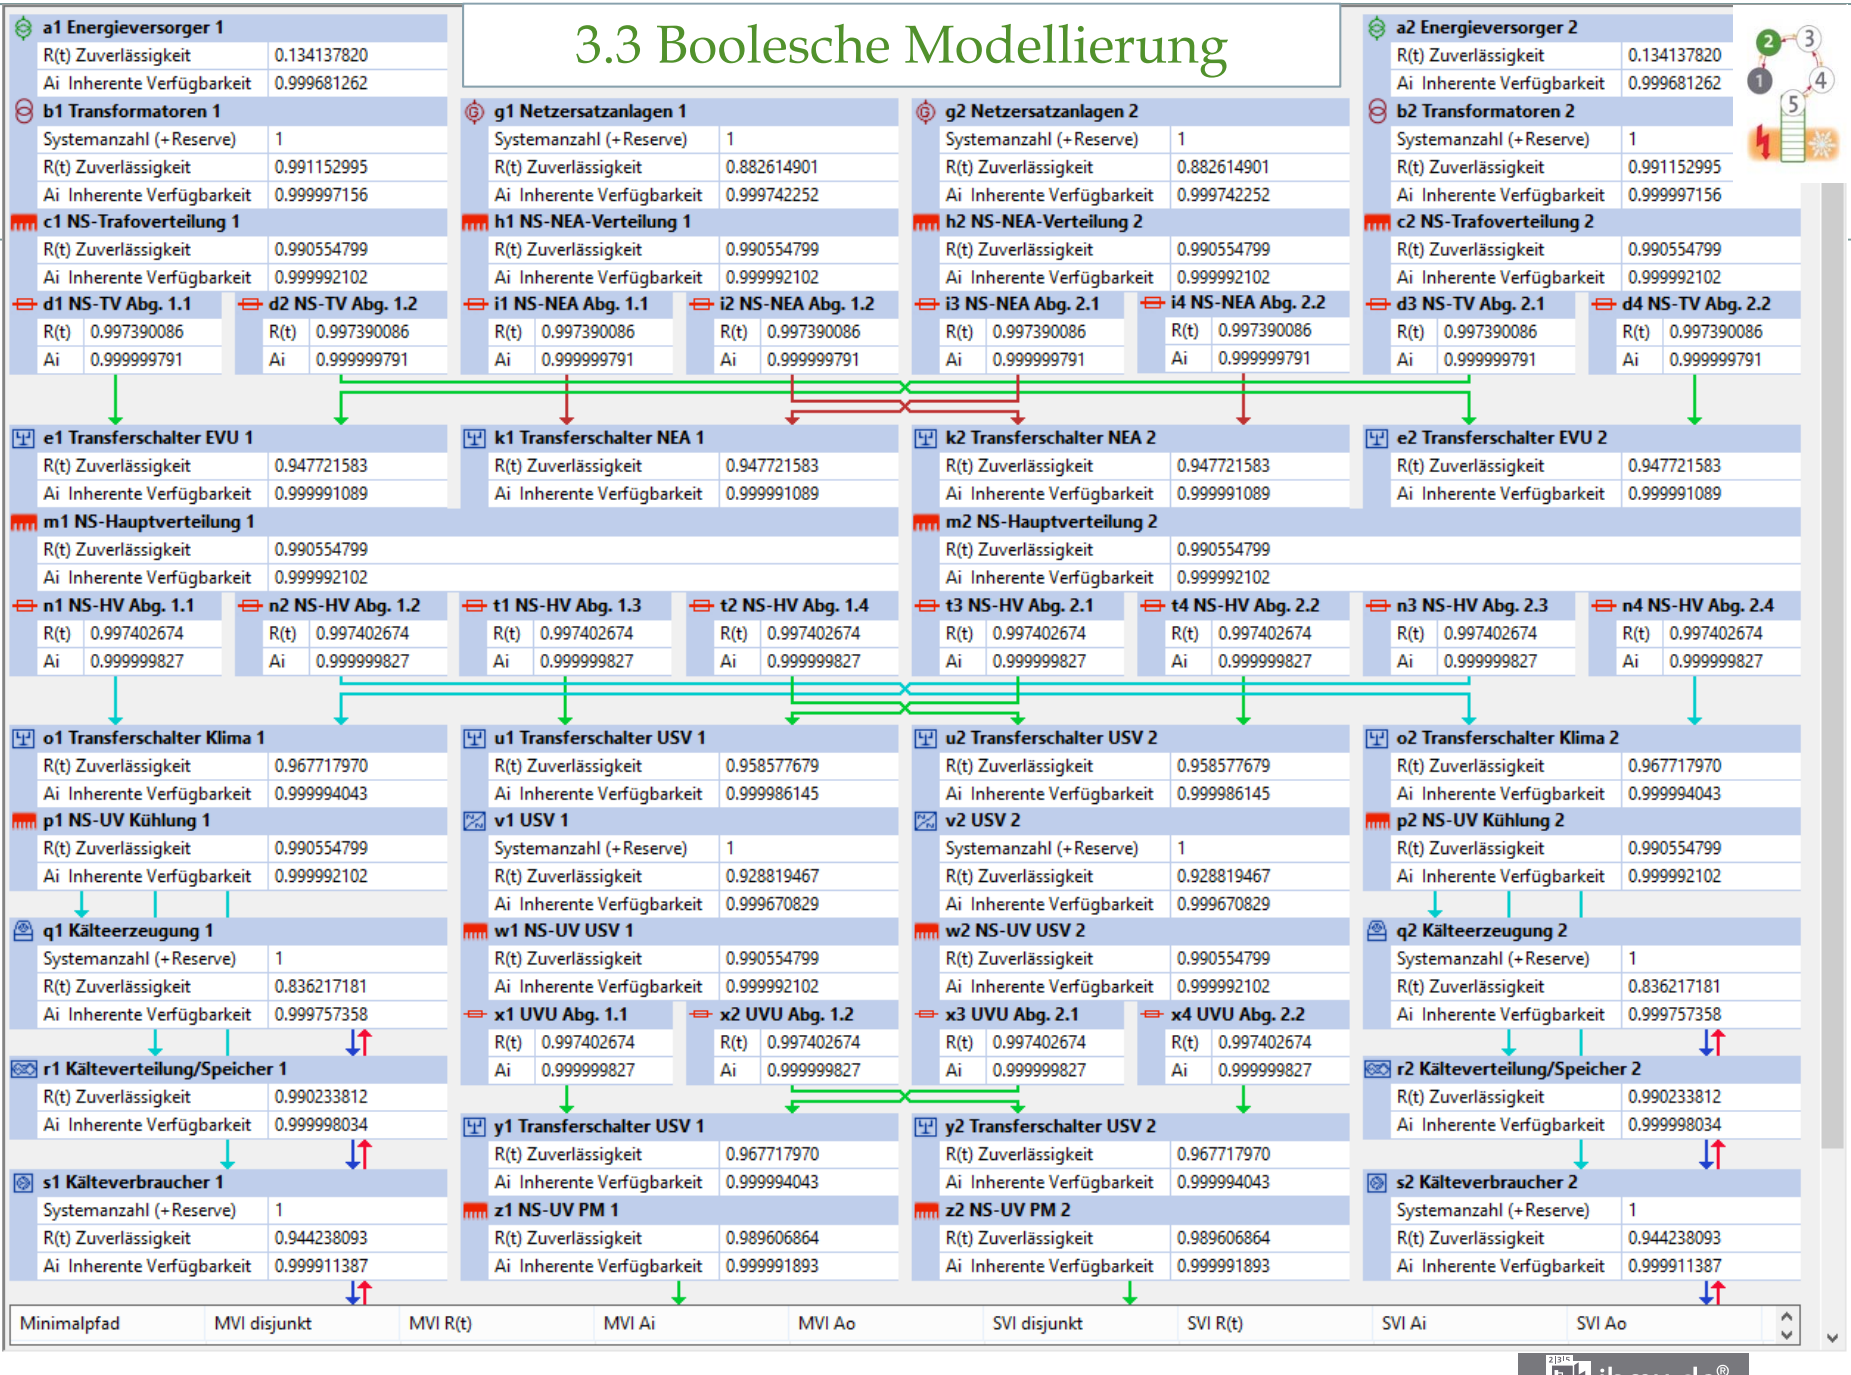 3.3 Boolesche Modellierung
2 3
1 4
5
a1 Energieversorger 1
R(t) Zuverlässigkeit 0.134137820
Ai Inherente Verfügbarkeit 0.999681262
a2 Energieversorger 2
R(t) Zuverlässigkeit 0.134137820
Ai Inherente Verfügbarkeit 0.999681262
b1 Transformatoren 1 g1 Netzersatzanlagen 1 g2 Netzersatzanlagen 2 b2 Transformatoren 2
Systemanzahl (+Reserve) 1 Systemanzahl (+Reserve) 1 Systemanzahl (+Reserve) 1 Systemanzahl (+Reserve) 1
R(t) Zuverlässigkeit 0.991152995 R(t) Zuverlässigkeit 0.882614901 R(t) Zuverlässigkeit 0.882614901 R(t) Zuverlässigkeit 0.991152995
Ai Inherente Verfügbarkeit 0.999997156 Ai Inherente Verfügbarkeit 0.999742252 Ai Inherente Verfügbarkeit 0.999742252 Ai Inherente Verfügbarkeit 0.999997156
c1 NS-Trafoverteilung 1 h1 NS-NEA-Verteilung 1 h2 NS-NEA-Verteilung 2 c2 NS-Trafoverteilung 2
R(t) Zuverlässigkeit 0.990554799 R(t) Zuverlässigkeit 0.990554799 R(t) Zuverlässigkeit 0.990554799 R(t) Zuverlässigkeit 0.990554799
Ai Inherente Verfügbarkeit 0.999992102 Ai Inherente Verfügbarkeit 0.999992102 Ai Inherente Verfügbarkeit 0.999992102 Ai Inherente Verfügbarkeit 0.999992102
d1 NS-TV Abg. 1.1 d2 NS-TV Abg. 1.2 i1 NS-NEA Abg. 1.1 i2 NS-NEA Abg. 1.2 i3 NS-NEA Abg. 2.1 i4 NS-NEA Abg. 2.2 d3 NS-TV Abg. 2.1 d4 NS-TV Abg. 2.2
R(t) 0.997390086 R(t) 0.997390086 R(t) 0.997390086 R(t) 0.997390086 R(t) 0.997390086 R(t) 0.997390086 R(t) 0.997390086 R(t) 0.997390086
Ai 0.999999791 Ai 0.999999791 Ai 0.999999791 Ai 0.999999791 Ai 0.999999791 Ai 0.999999791 Ai 0.999999791 Ai 0.999999791
e1 Transferschalter EVU 1 k1 Transferschalter NEA 1 k2 Transferschalter NEA 2 e2 Transferschalter EVU 2
R(t) Zuverlässigkeit 0.947721583 R(t) Zuverlässigkeit 0.947721583 R(t) Zuverlässigkeit 0.947721583 R(t) Zuverlässigkeit 0.947721583
Ai Inherente Verfügbarkeit 0.999991089 Ai Inherente Verfügbarkeit 0.999991089 Ai Inherente Verfügbarkeit 0.999991089 Ai Inherente Verfügbarkeit 0.999991089
m1 NS-Hauptverteilung 1 m2 NS-Hauptverteilung 2
R(t) Zuverlässigkeit 0.990554799 R(t) Zuverlässigkeit 0.990554799
Ai Inherente Verfügbarkeit 0.999992102 Ai Inherente Verfügbarkeit 0.999992102
n1 NS-HV Abg. 1.1 n2 NS-HV Abg. 1.2 t1 NS-HV Abg. 1.3 t2 NS-HV Abg. 1.4 t3 NS-HV Abg. 2.1 t4 NS-HV Abg. 2.2 n3 NS-HV Abg. 2.3 n4 NS-HV Abg. 2.4
R(t) 0.997402674 R(t) 0.997402674 R(t) 0.997402674 R(t) 0.997402674 R(t) 0.997402674 R(t) 0.997402674 R(t) 0.997402674 R(t) 0.997402674
Ai 0.999999827 Ai 0.999999827 Ai 0.999999827 Ai 0.999999827 Ai 0.999999827 Ai 0.999999827 Ai 0.999999827 Ai 0.999999827
o1 Transferschalter Klima 1 u1 Transferschalter USV 1 u2 Transferschalter USV 2 o2 Transferschalter Klima 2
R(t) Zuverlässigkeit 0.967717970 R(t) Zuverlässigkeit 0.958577679 R(t) Zuverlässigkeit 0.958577679 R(t) Zuverlässigkeit 0.967717970
Ai Inherente Verfügbarkeit 0.999994043 Ai Inherente Verfügbarkeit 0.999986145 Ai Inherente Verfügbarkeit 0.999986145 Ai Inherente Verfügbarkeit 0.999994043
p1 NS-UV Kühlung 1 v1 USV 1 v2 USV 2 p2 NS-UV Kühlung 2
R(t) Zuverlässigkeit 0.990554799 Systemanzahl (+Reserve) 1 Systemanzahl (+Reserve) 1 R(t) Zuverlässigkeit 0.990554799
Ai Inherente Verfügbarkeit 0.999992102 R(t) Zuverlässigkeit 0.928819467 R(t) Zuverlässigkeit 0.928819467 Ai Inherente Verfügbarkeit 0.999992102
Ai Inherente Verfügbarkeit 0.999670829 Ai Inherente Verfügbarkeit 0.999670829
q1 Kälteerzeugung 1 w1 NS-UV USV 1 w2 NS-UV USV 2 q2 Kälteerzeugung 2
Systemanzahl (+Reserve) 1 R(t) Zuverlässigkeit 0.990554799 R(t) Zuverlässigkeit 0.990554799 Systemanzahl (+Reserve) 1
R(t) Zuverlässigkeit 0.836217181 Ai Inherente Verfügbarkeit 0.999992102 Ai Inherente Verfügbarkeit 0.999992102 R(t) Zuverlässigkeit 0.836217181
Ai Inherente Verfügbarkeit 0.999757358 x1 UVU Abg. 1.1 x2 UVU Abg. 1.2 x3 UVU Abg. 2.1 x4 UVU Abg. 2.2 Ai Inherente Verfügbarkeit 0.999757358
R(t) 0.997402674 R(t) 0.997402674 R(t) 0.997402674 R(t) 0.997402674
r1 Kälteverteilung/Speicher 1 Ai 0.999999827 Ai 0.999999827 Ai 0.999999827 Ai 0.999999827 r2 Kälteverteilung/Speicher 2
R(t) Zuverlässigkeit 0.990233812 R(t) Zuverlässigkeit 0.990233812
Ai Inherente Verfügbarkeit 0.999998034 y1 Transferschalter USV 1 y2 Transferschalter USV 2 Ai Inherente Verfügbarkeit 0.999998034
R(t) Zuverlässigkeit 0.967717970 R(t) Zuverlässigkeit 0.967717970
s1 Kälteverbraucher 1 Ai Inherente Verfügbarkeit 0.999994043 Ai Inherente Verfügbarkeit 0.999994043 s2 Kälteverbraucher 2
Systemanzahl (+Reserve) 1 z1 NS-UV PM 1 z2 NS-UV PM 2 Systemanzahl (+Reserve) 1
R(t) Zuverlässigkeit 0.944238093 R(t) Zuverlässigkeit 0.989606864 R(t) Zuverlässigkeit 0.989606864 R(t) Zuverlässigkeit 0.944238093
Ai Inherente Verfügbarkeit 0.999911387 Ai Inherente Verfügbarkeit 0.999991893 Ai Inherente Verfügbarkeit 0.999991893 Ai Inherente Verfügbarkeit 0.999911387
Minimalpfad MVI disjunkt MVI R(t) MVI Ai MVI Ao SVI disjunkt SVI R(t) SVI Ai SVI Ao